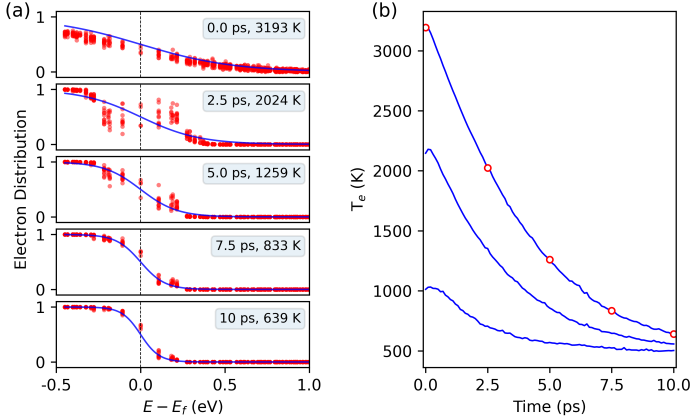 (a)
Electron Distribution
1
0
0.0 ps, 3193 K
1
0
2.5 ps, 2024 K
1
0
5.0 ps, 1259 K
1
0
7.5 ps, 833 K
1
0
10 ps, 639 K
-0.5 0.0 0.5 1.0
E − E_f (eV)
(b)
T_e (K)
3000
2500
2000
1500
1000
500
0.0 2.5 5.0 7.5 10.0
Time (ps)